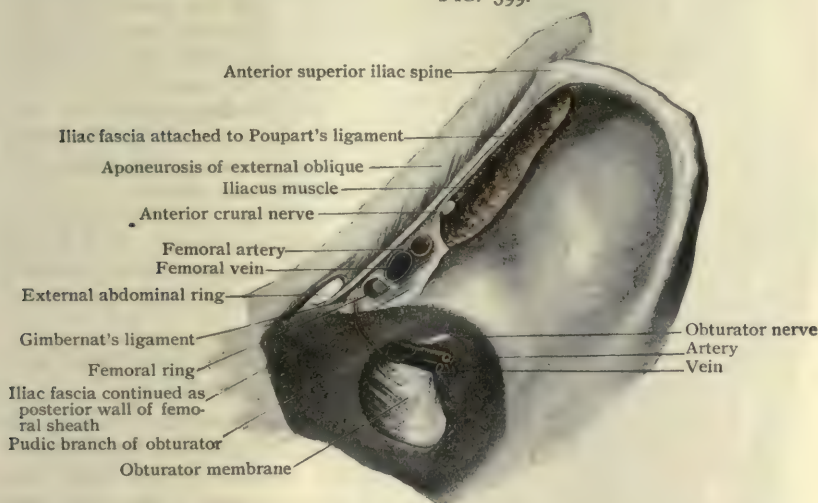 FIG. 599.
Anterior superior iliac spine
Iliac fascia attached to Poupart's ligament
Aponeurosis of external oblique
Iliacus muscle
Anterior crural nerve
Femoral artery
Femoral vein
External abdominal ring
Gimbernat's ligament
Femoral ring
Iliac fascia continued as
posterior wall of femo-
ral sheath
Pudic branch of obturator
Obturator membrane
Obturator nerve
Artery
Vein